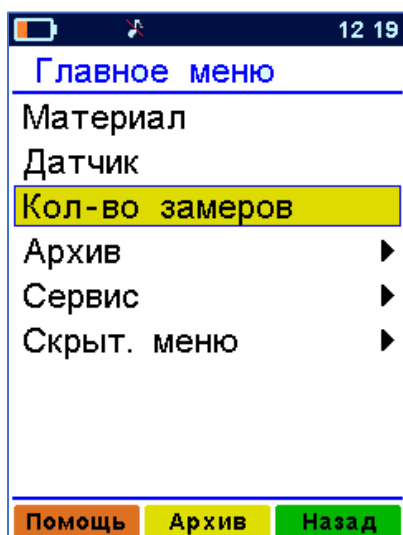 12 19
Главное меню
Материал
Датчик
Кол-во замеров
Архив
Сервис
Скрыт. меню
Помощь Архив Назад